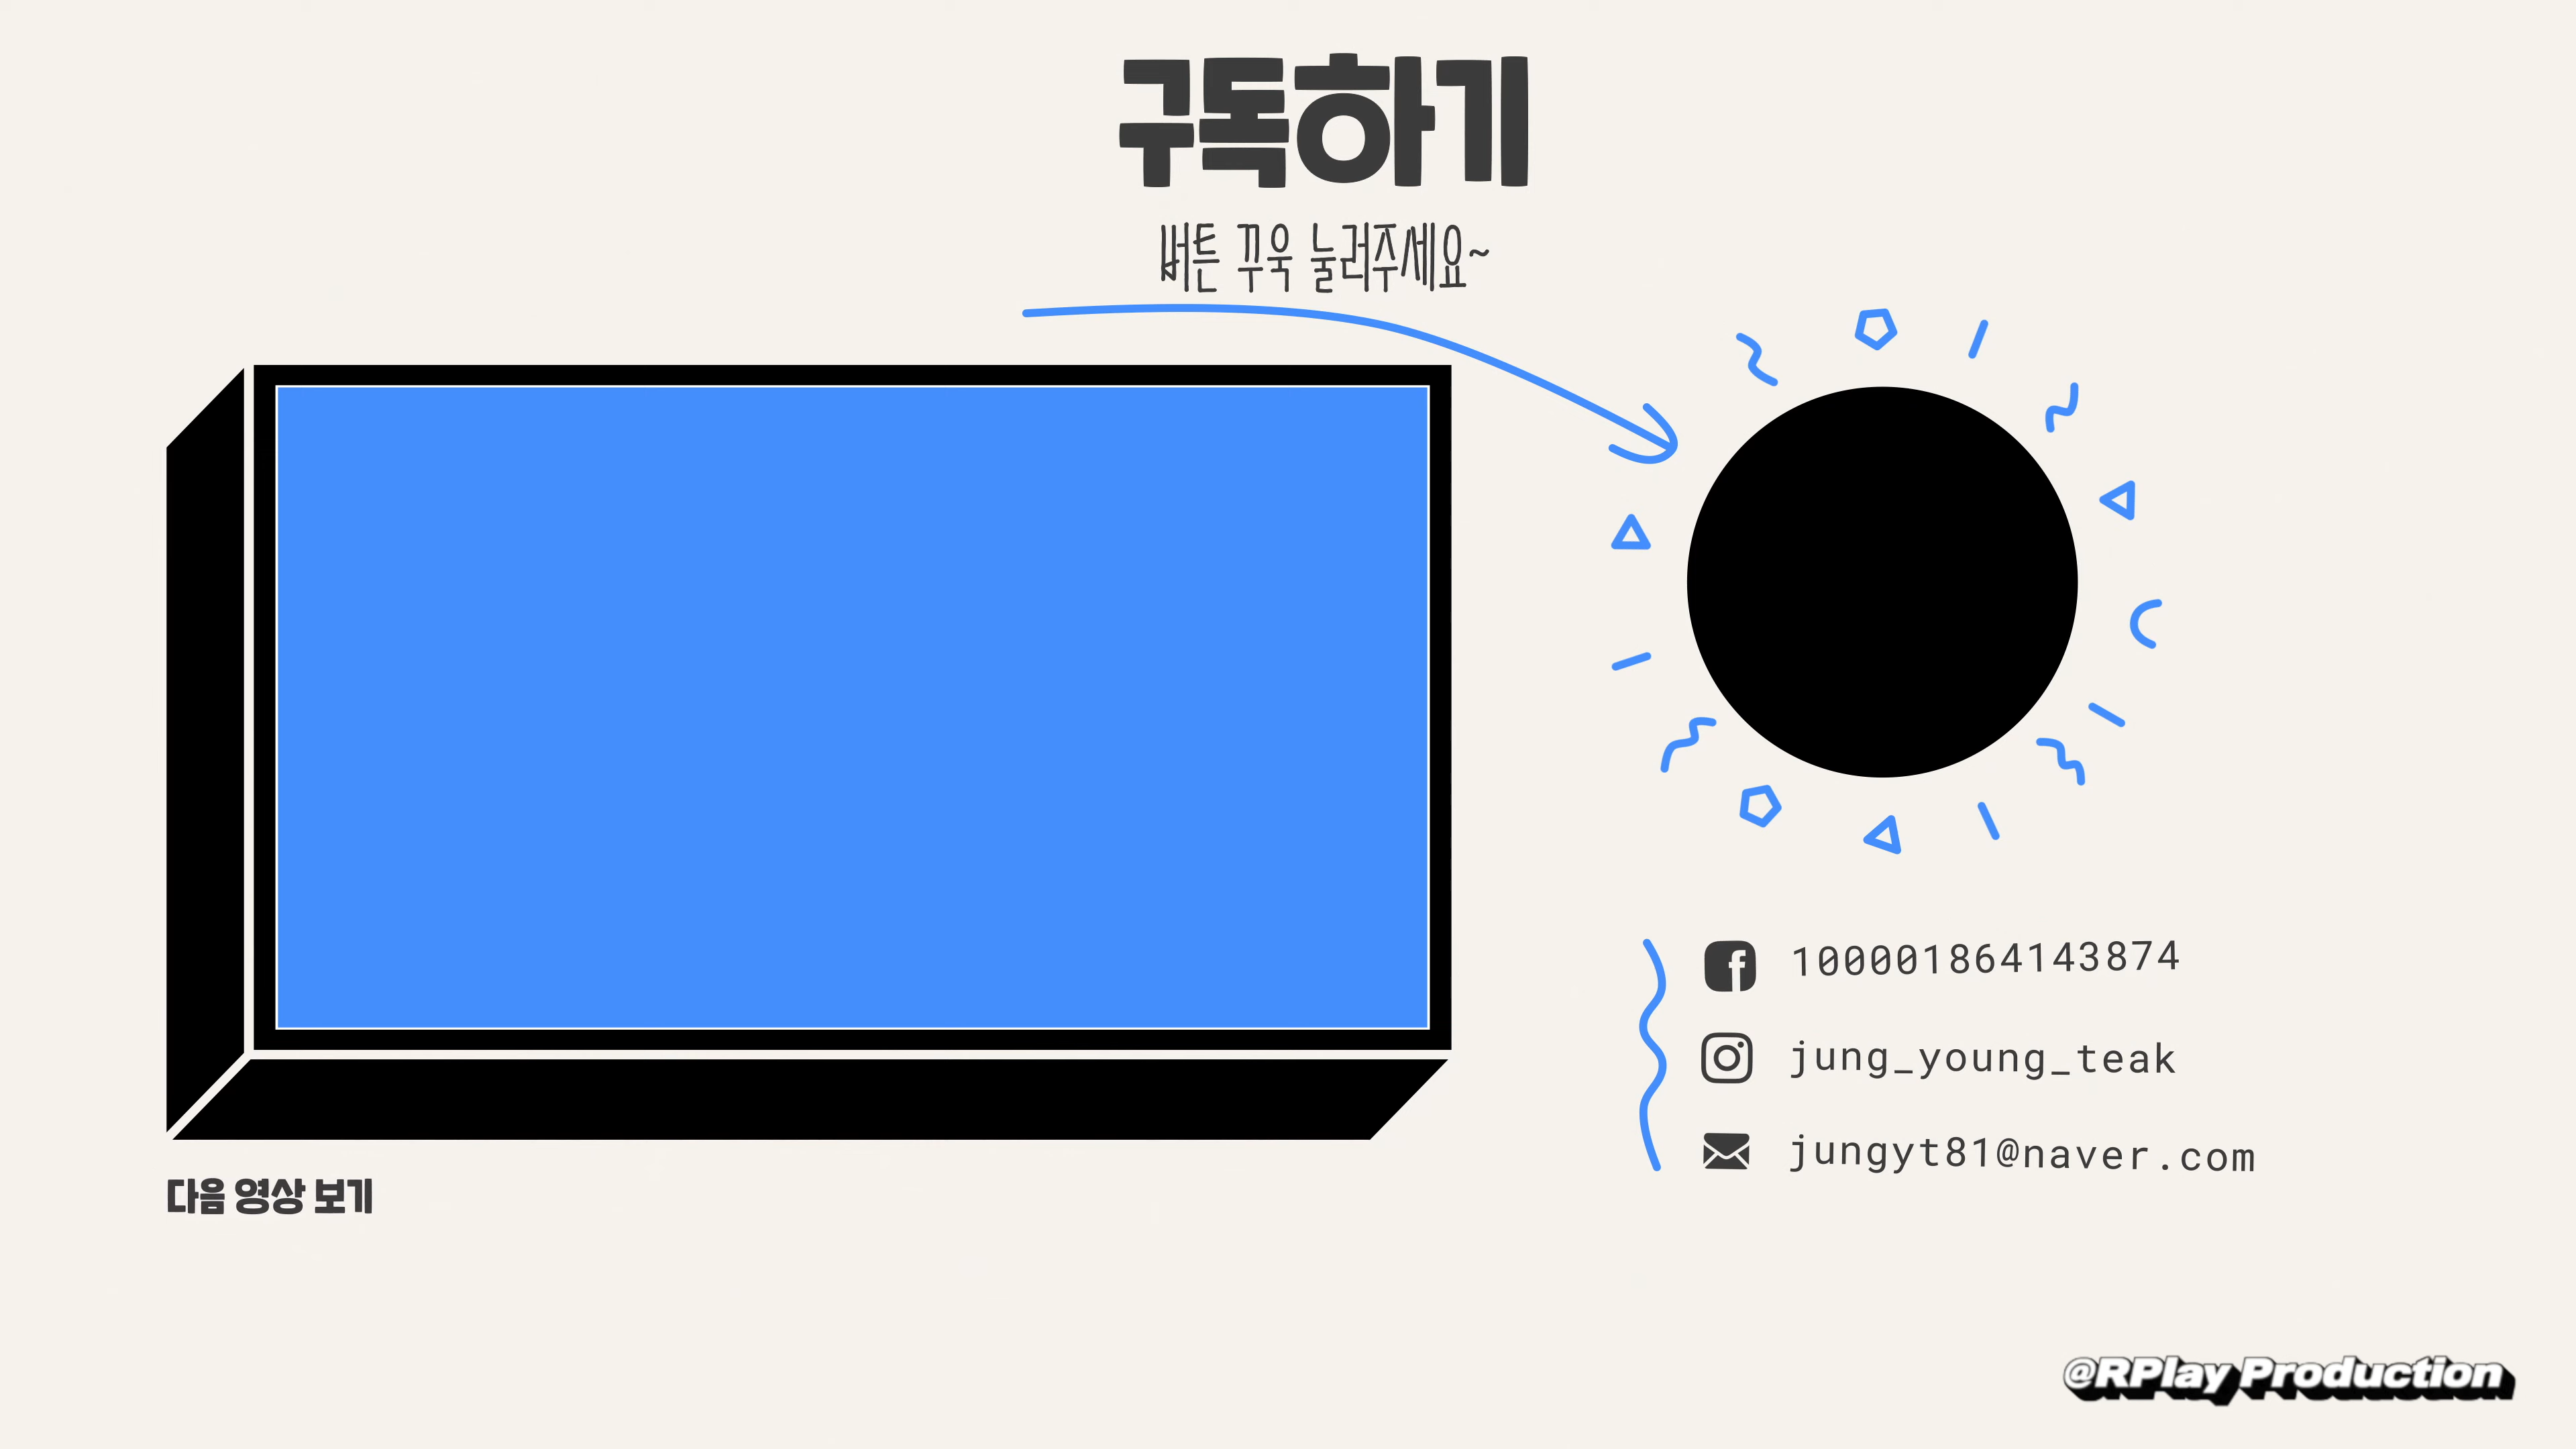 구독하기
버튼 꾸욱 눌러주세요~
100001864143874
jung_young_teak
jungyt81@naver.com
다음 영상 보기
@RPlay Production